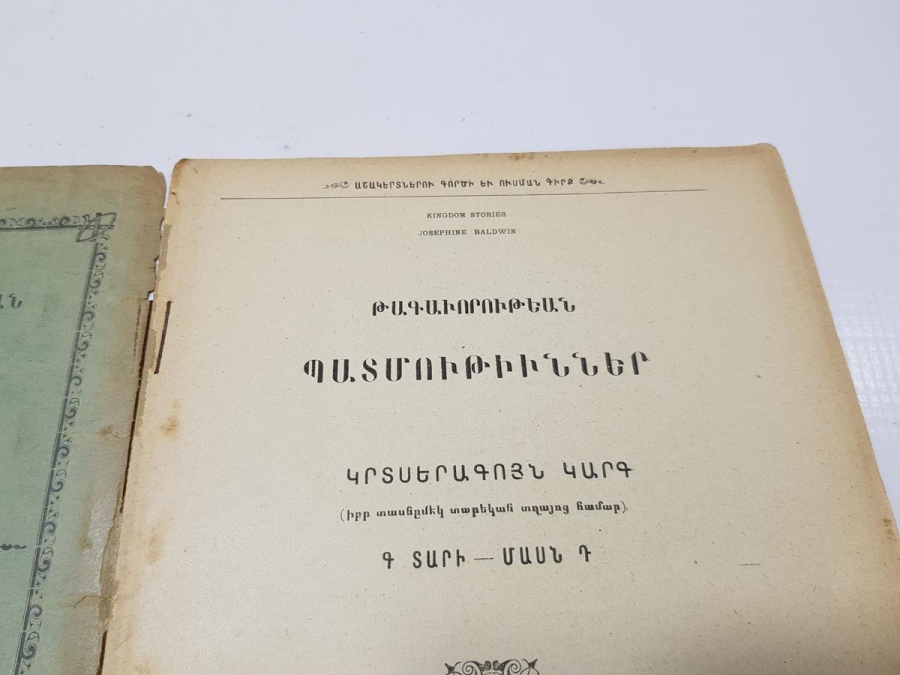 ԱՇԱԿԵՐՏՆԵՐՈՒ ԳՈՐԾԻ ԵՒ ՈՒՍՄԱՆ ԳԻՐՔ
KINGDOM STORIES
JOSEPHINE BALDWIN
ԹԱԳԱՒՈՐՈՒԹԵԱՆ
ՊԱՏՄՈՒԹԻՒՆՆԵՐ
ԿՐՏՍԵՐԱԳՈՅՆ ԿԱՐԳ
(իբր տասնըմեկ տարեկան տղայոց համար)
Գ ՏԱՐԻ — ՄԱՍՆ Դ